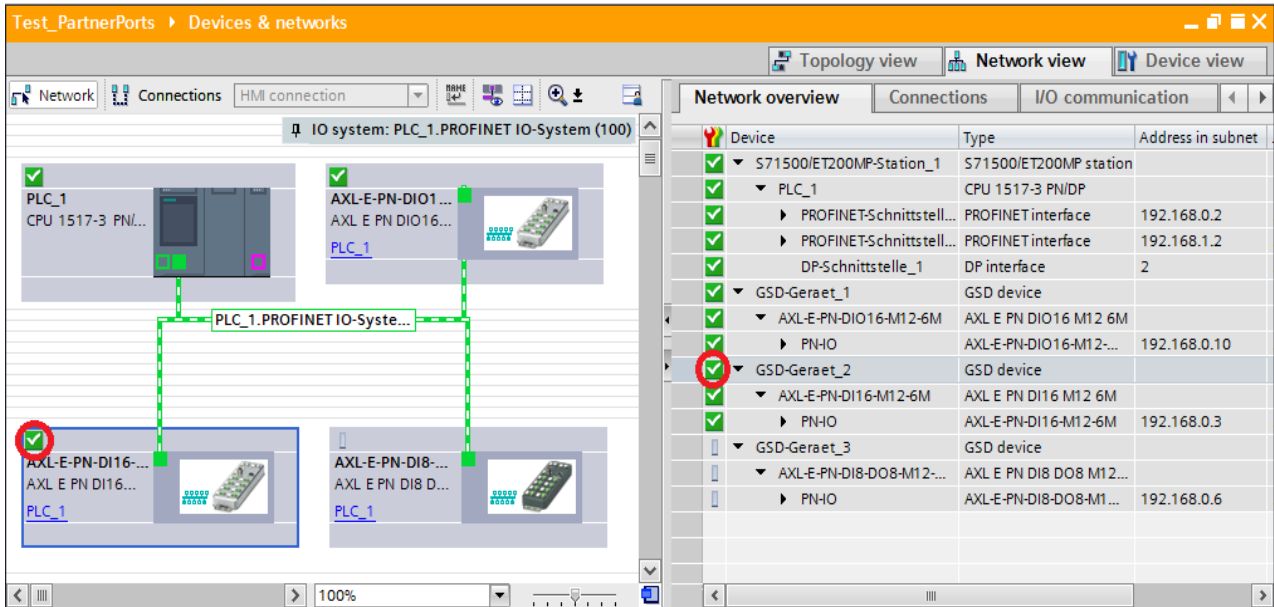 Test_PartnerPorts ▸ Devices & networks
Topology view
Network view
Device view
Network
Connections
HMI connection
NAME
IO system: PLC_1.PROFINET IO-System (100)
PLC_1
CPU 1517-3 PN/...
AXL-E-PN-DIO1...
AXL E PN DIO16...
PLC_1
PLC_1.PROFINET IO-Syste...
AXL-E-PN-DI16-...
AXL E PN DI16...
PLC_1
AXL-E-PN-DI8-...
AXL E PN DI8 D...
PLC_1
100%
Network overview
Connections
I/O communication
Device Type Address in subnet
S71500/ET200MP-Station_1 S71500/ET200MP station
PLC_1 CPU 1517-3 PN/DP
PROFINET-Schnittstell... PROFINET interface 192.168.0.2
PROFINET-Schnittstell... PROFINET interface 192.168.1.2
DP-Schnittstelle_1 DP interface 2
GSD-Geraet_1 GSD device
AXL-E-PN-DIO16-M12-6M AXL E PN DIO16 M12 6M
PN-IO AXL-E-PN-DIO16-M12-... 192.168.0.10
GSD-Geraet_2 GSD device
AXL-E-PN-DI16-M12-6M AXL E PN DI16 M12 6M
PN-IO AXL-E-PN-DI16-M12-6M 192.168.0.3
GSD-Geraet_3 GSD device
AXL-E-PN-DI8-DO8-M12-... AXL E PN DI8 DO8 M12...
PN-IO AXL-E-PN-DI8-DO8-M1... 192.168.0.6